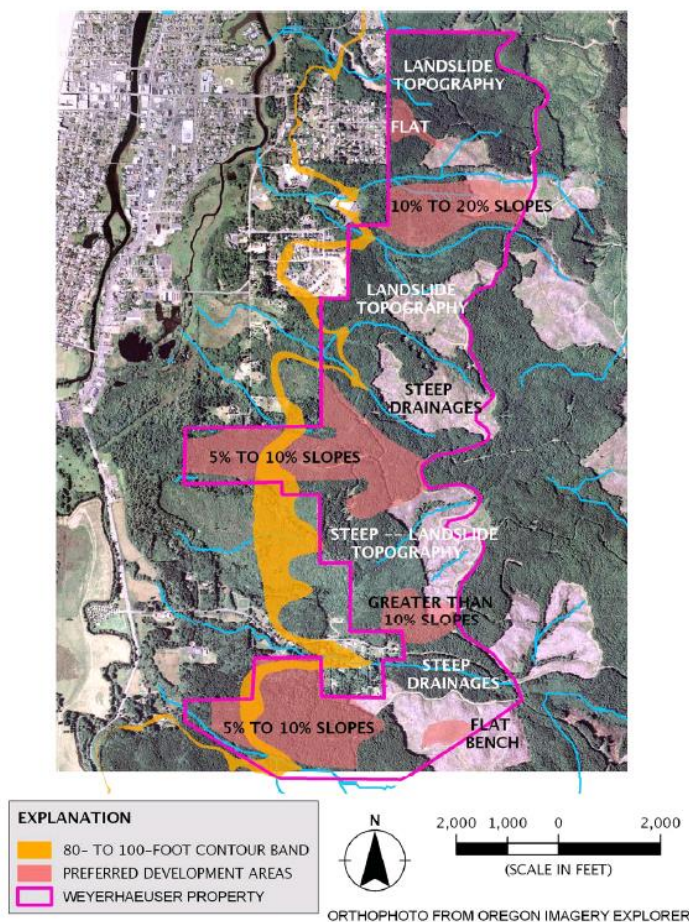 LANDSLIDE
TOPOGRAPHY
FLAT
10% TO 20% SLOPES
LANDSLIDE
TOPOGRAPHY
STEEP
DRAINAGES
5% TO 10% SLOPES
STEEP -- LANDSLIDE
TOPOGRAPHY
GREATER THAN
10% SLOPES
STEEP
DRAINAGES
5% TO 10% SLOPES
FLAT
BENCH
EXPLANATION
80- TO 100-FOOT CONTOUR BAND
PREFERRED DEVELOPMENT AREAS
WEYERHAEUSER PROPERTY
N
2,000 1,000 0 2,000
(SCALE IN FEET)
ORTHOPHOTO FROM OREGON IMAGERY EXPLORER